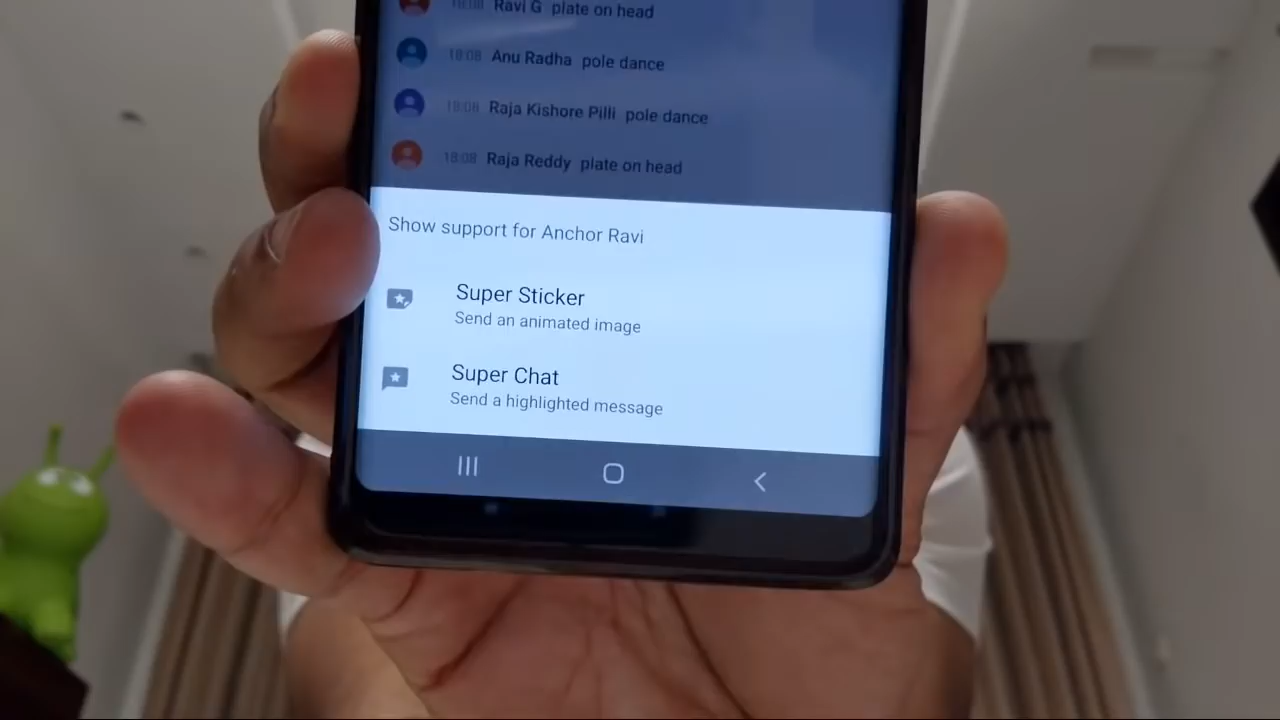 18:08 Ravi G plate on head
18:08 Anu Radha pole dance
18:08 Raja Kishore Pilli pole dance
18:08 Raja Reddy plate on head
Show support for Anchor Ravi
Super Sticker
Send an animated image
Super Chat
Send a highlighted message